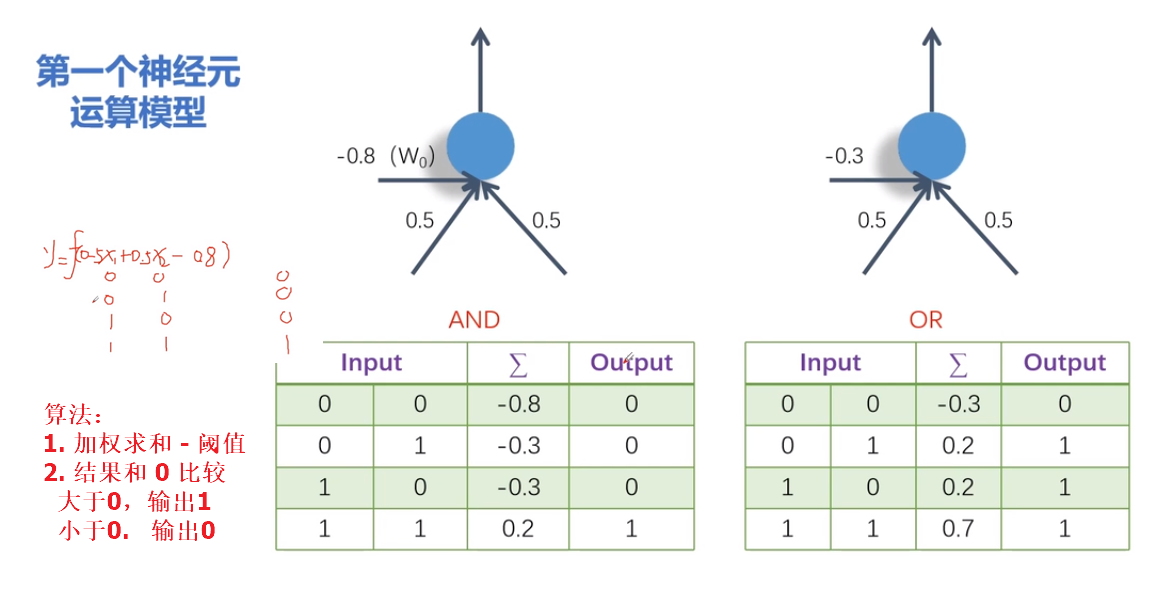 第一个神经元
运算模型
-0.8（W₀）
0.5
0.5
-0.3
0.5
0.5
y=f(0.5x₁+0.5x₂-0.8)
0 0 0
0 1 0
1 0 0
1 1 1
算法：
1. 加权求和 - 阈值
2. 结果和 0 比较
大于0，输出1
小于0. 输出0
AND
Input ∑ Output
0 0 -0.8 0
0 1 -0.3 0
1 0 -0.3 0
1 1 0.2 1
OR
Input ∑ Output
0 0 -0.3 0
0 1 0.2 1
1 0 0.2 1
1 1 0.7 1